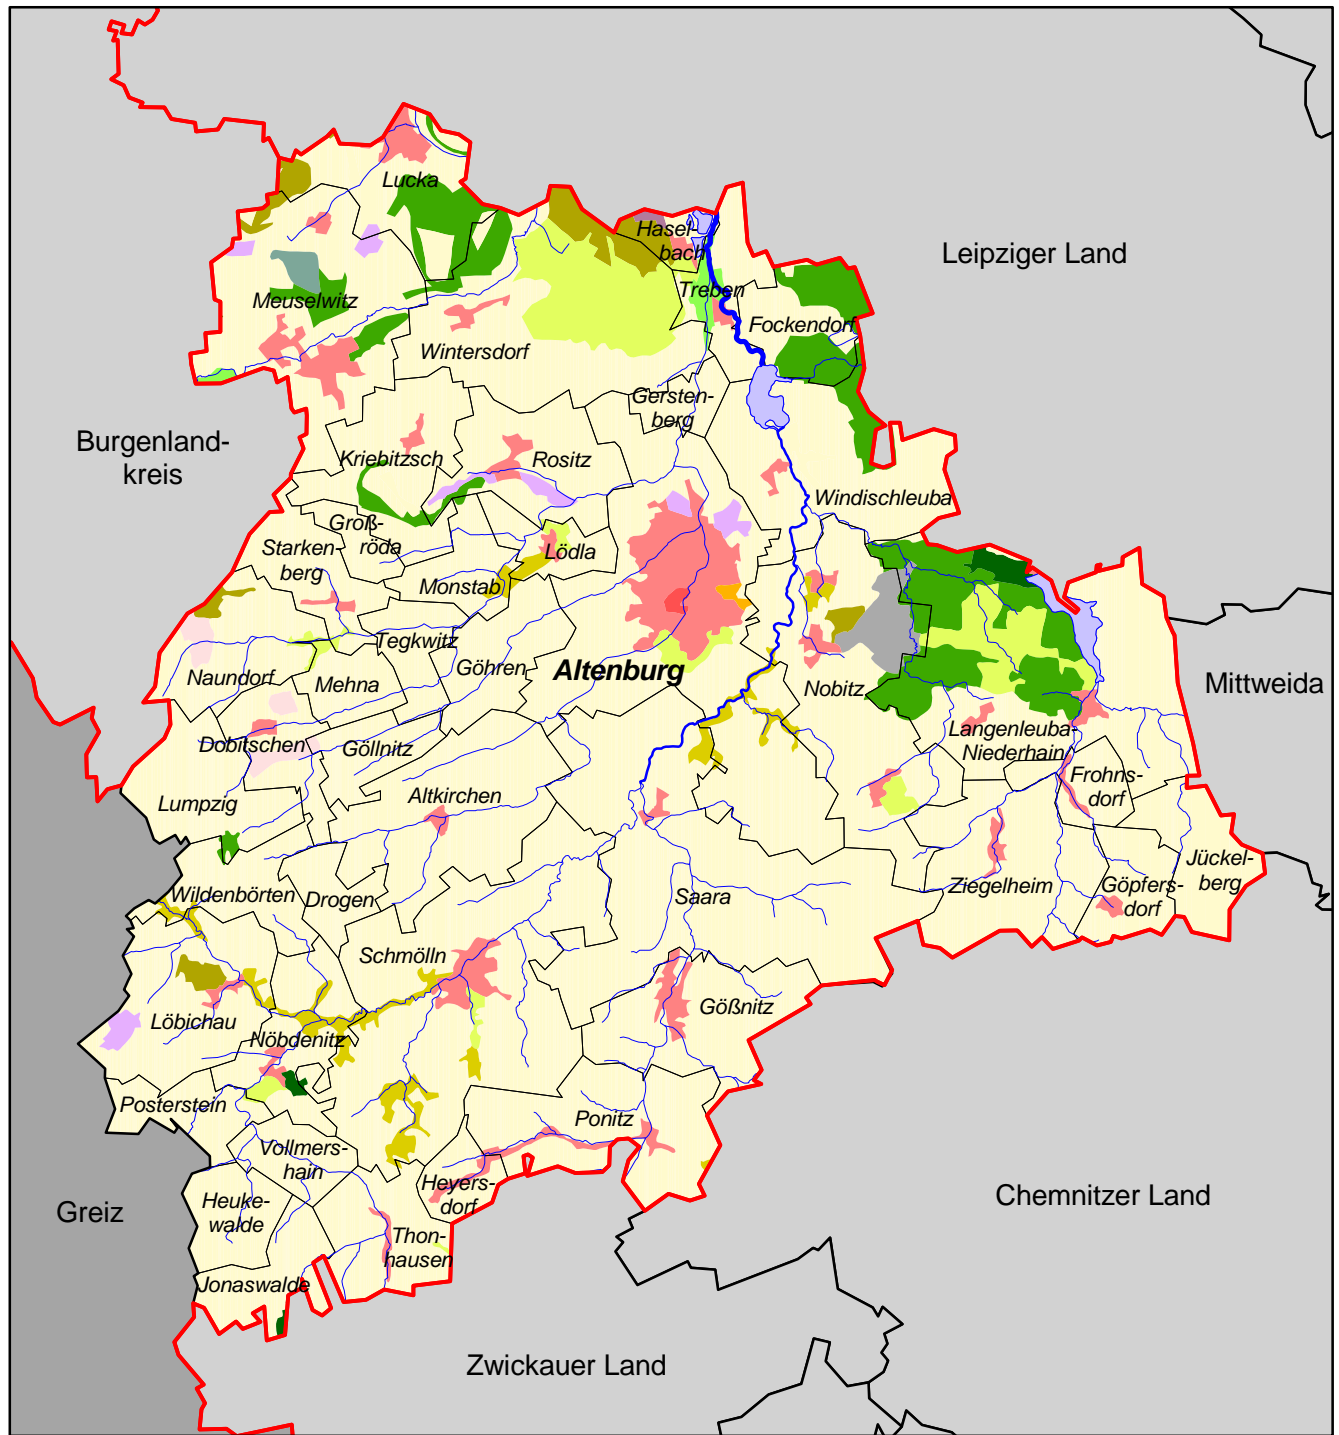 Lucka
Hasel-
bach
Leipziger Land
Treben
Meuselwitz
Fockendorf
Wintersdorf
Gersten-
berg
Burgenland-
kreis
Kriebitzsch
Rositz
Windischleuba
Groß-
röda
Starken-
berg
Lödla
Monstab
Tegkwitz
Göhren
Altenburg
Naundorf
Mehna
Nobitz
Mittweida
Langenleuba-
Niederhain
Dobitschen
Göllnitz
Frohns-
dorf
Lumpzig
Altkirchen
Jückel-
berg
Wildenbörten
Drogen
Saara
Ziegelheim
Göpfers-
dorf
Schmölln
Gößnitz
Löbichau
Nöbdenitz
Posterstein
Ponitz
Vollmers-
hain
Heyers-
dorf
Heuke-
walde
Greiz
Chemnitzer Land
Thon-
hausen
Jonaswalde
Zwickauer Land